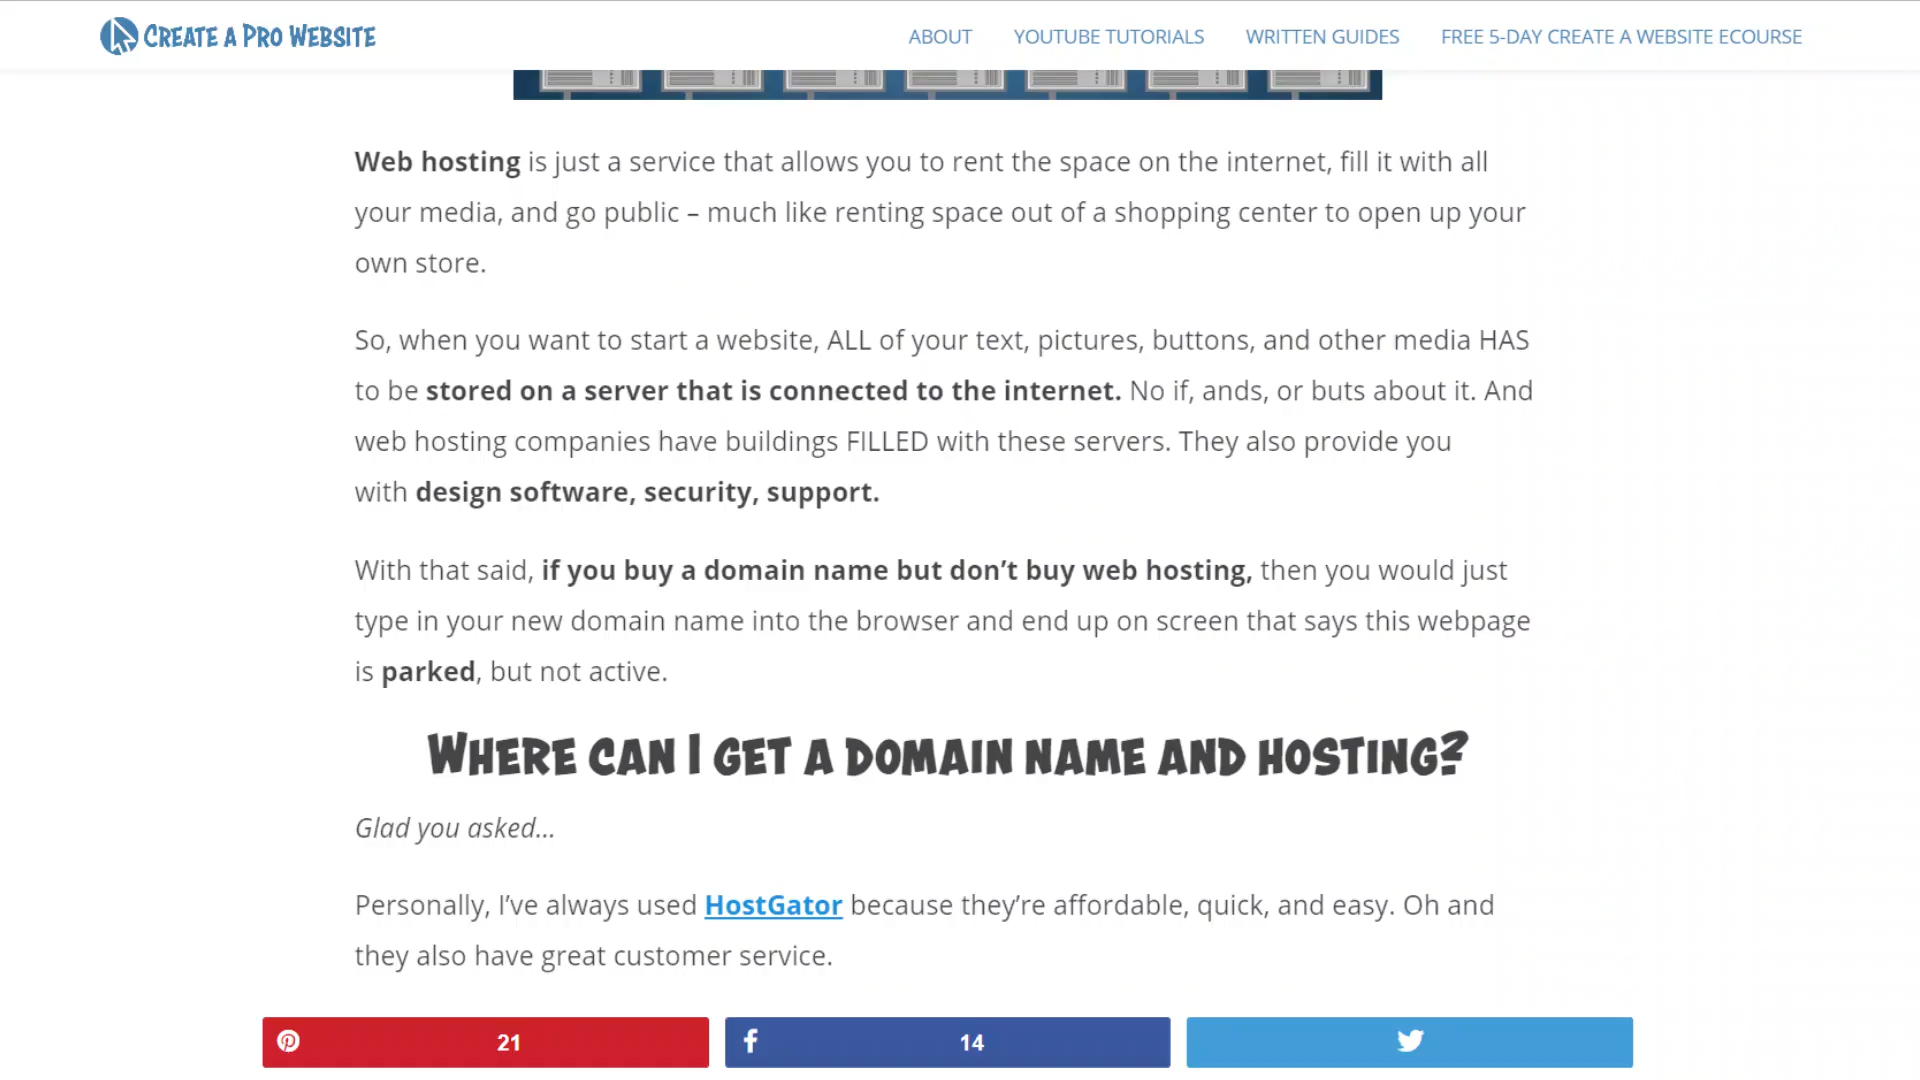 CREATE A PRO WEBSITE
ABOUT
YOUTUBE TUTORIALS
WRITTEN GUIDES
FREE 5-DAY CREATE A WEBSITE ECOURSE
Web hosting is just a service that allows you to rent the space on the internet, fill it with all
your media, and go public – much like renting space out of a shopping center to open up your
own store.
So, when you want to start a website, ALL of your text, pictures, buttons, and other media HAS
to be stored on a server that is connected to the internet. No if, ands, or buts about it. And
web hosting companies have buildings FILLED with these servers. They also provide you
with design software, security, support.
With that said, if you buy a domain name but don’t buy web hosting, then you would just
type in your new domain name into the browser and end up on screen that says this webpage
is parked, but not active.
WHERE CAN I GET A DOMAIN NAME AND HOSTING?
Glad you asked…
Personally, I’ve always used HostGator because they’re affordable, quick, and easy. Oh and
they also have great customer service.
21
14